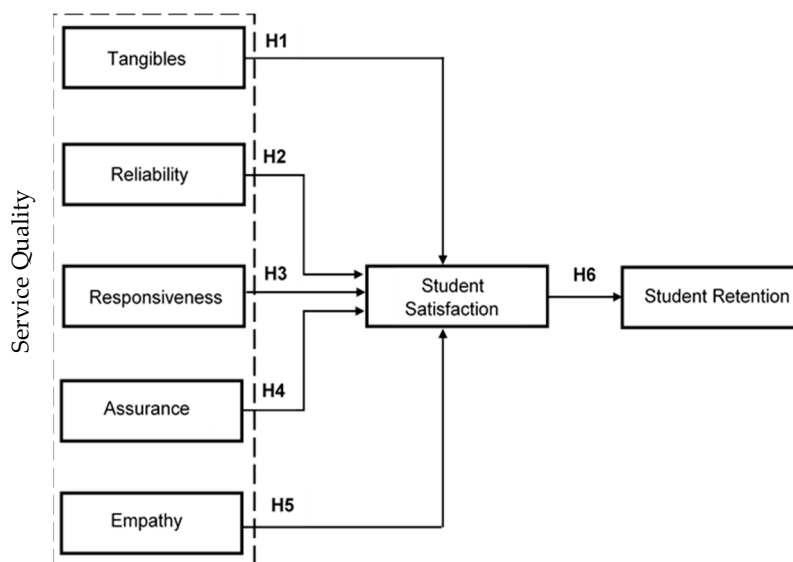 Service Quality
Tangibles
H1
Reliability
H2
Responsiveness
H3
Assurance
H4
Empathy
H5
Student
Satisfaction
H6
Student Retention